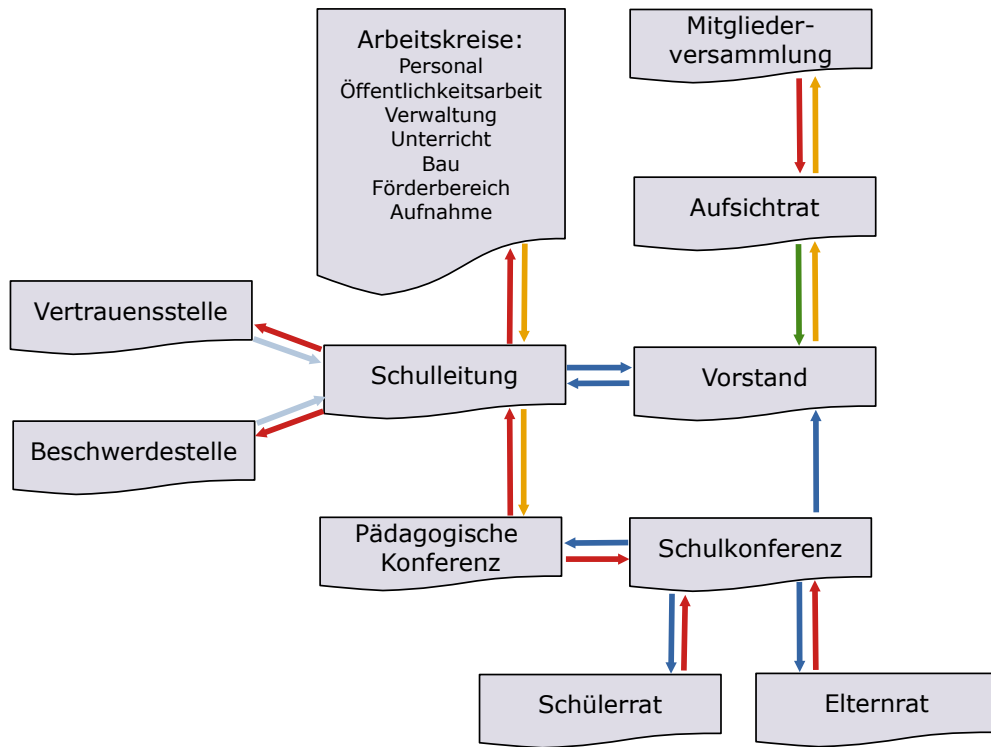 Arbeitskreise:
Personal
Öffentlichkeitsarbeit
Verwaltung
Unterricht
Bau
Förderbereich
Aufnahme
Mitglieder-
versammlung
Aufsichtrat
Vertrauensstelle
Schulleitung
Vorstand
Beschwerdestelle
Pädagogische
Konferenz
Schulkonferenz
Schülerrat
Elternrat